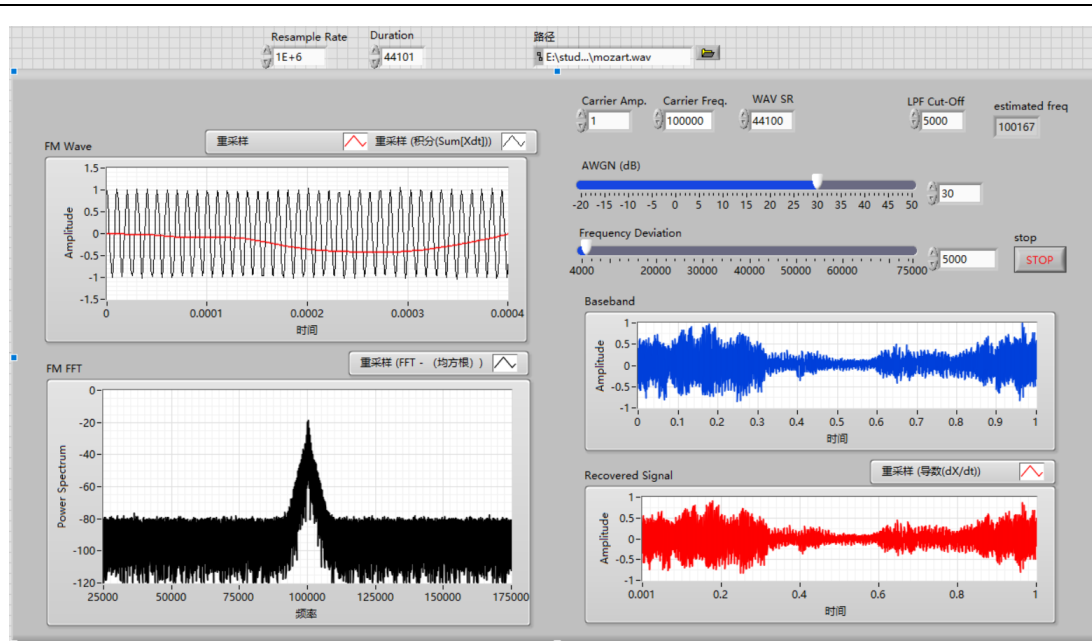 Resample Rate
Duration
路径
1E+6
44101
E:\stud...\mozart.wav
Carrier Amp.
Carrier Freq.
WAV SR
LPF Cut-Off
estimated freq
1
100000
44100
5000
100167
FM Wave
重采样
重采样 (积分(Sum[Xdt]))
1.5
1
0.5
0
-0.5
-1
-1.5
Amplitude
0 0.0001 0.0002 0.0003 0.0004
时间
AWGN (dB)
-20 -15 -10 -5 0 5 10 15 20 25 30 35 40 45 50
30
Frequency Deviation
4000 20000 30000 40000 50000 60000 75000
5000
stop
STOP
Baseband
1
0.5
0
-0.5
-1
Amplitude
0 0.1 0.2 0.3 0.4 0.5 0.6 0.7 0.8 0.9 1
时间
FM FFT
重采样 (FFT - （均方根）)
0
-20
-40
-60
-80
-100
-120
Power Spectrum
25000 50000 75000 100000 125000 150000 175000
频率
Recovered Signal
重采样 (导数(dX/dt))
1
0.5
0
-0.5
-1
Amplitude
0.001 0.2 0.4 0.6 0.8 1
时间